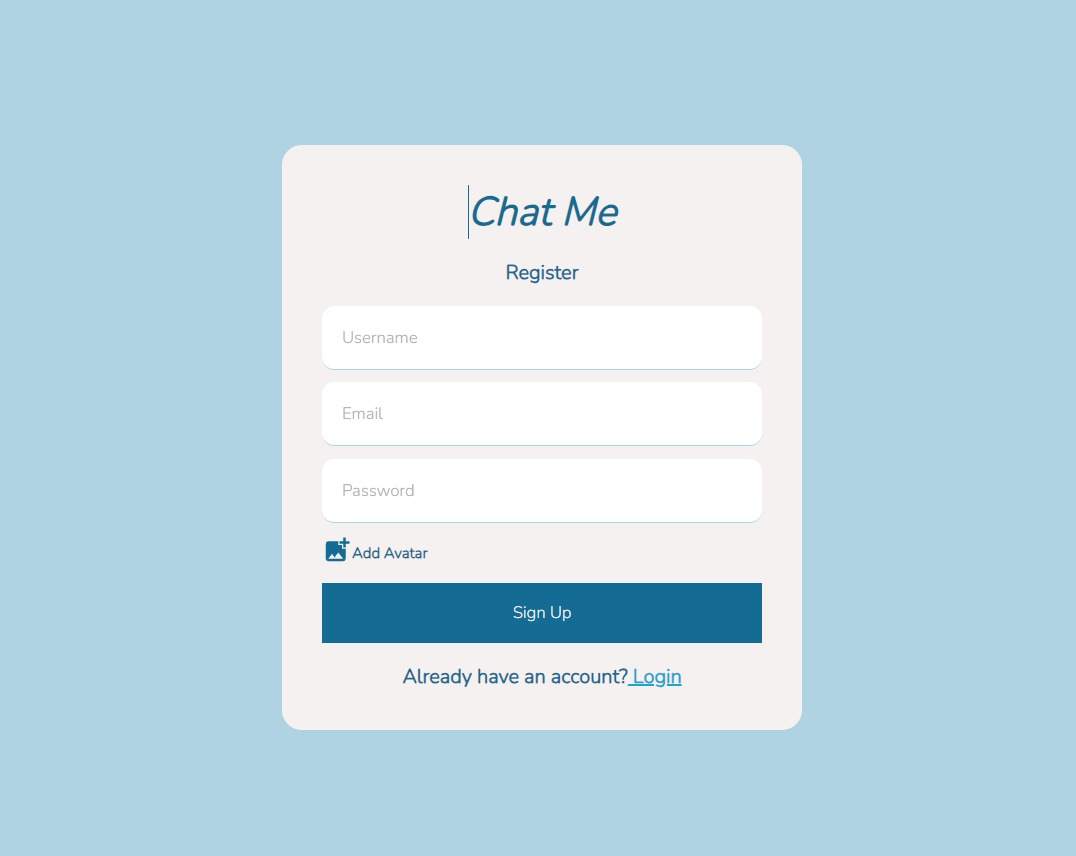 Chat Me
Register
Username
Email
Password
Add Avatar
Sign Up
Already have an account? Login